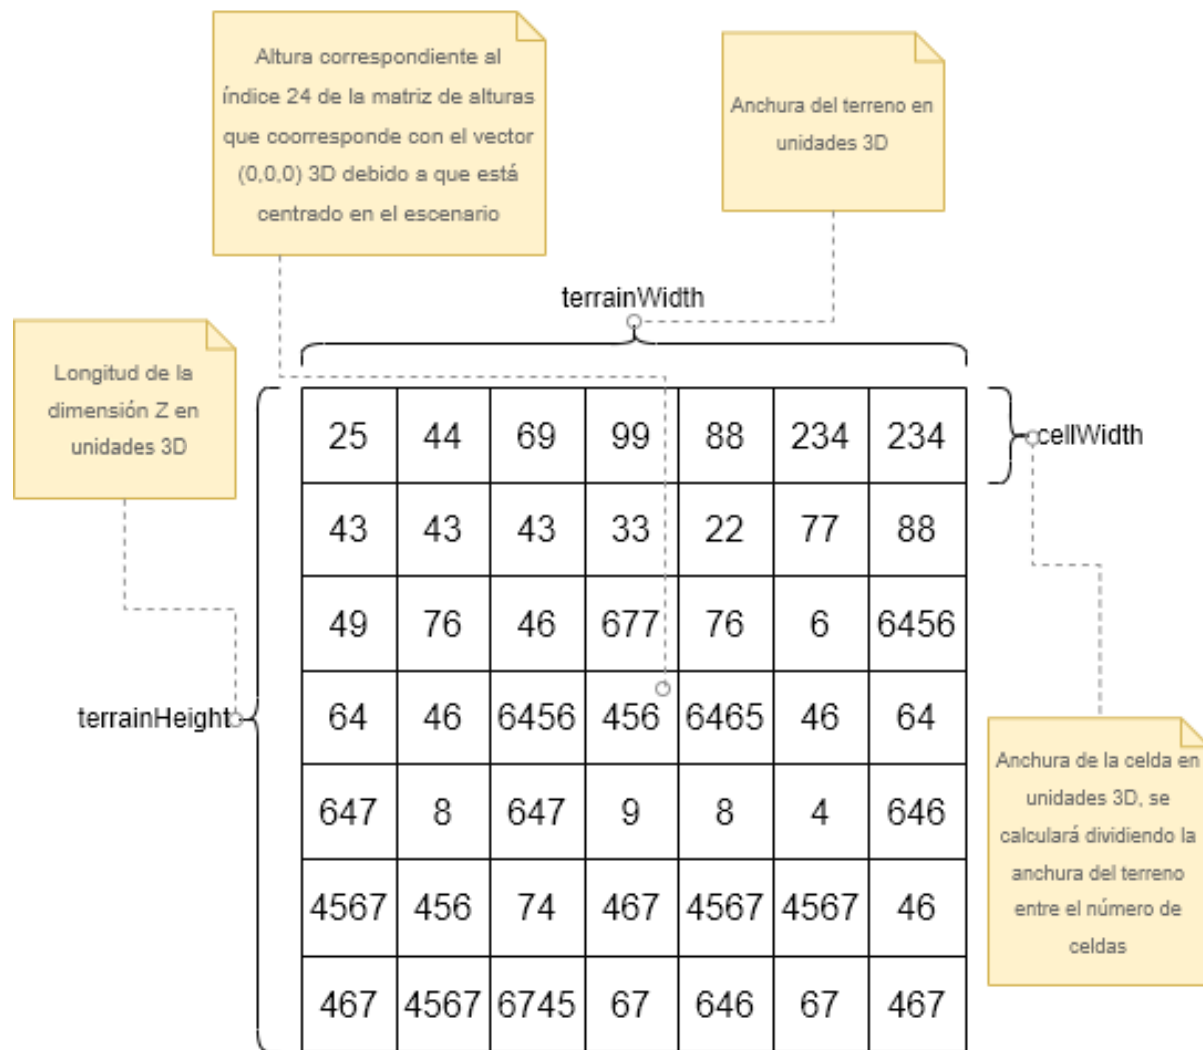 Altura correspondiente al
índice 24 de la matriz de alturas
que coorresponde con el vector
(0,0,0) 3D debido a que está
centrado en el escenario
Anchura del terreno en
unidades 3D
terrainWidth
Longitud de la
dimensión Z en
unidades 3D
25 44 69 99 88 234 234
cellWidth
43 43 43 33 22 77 88
49 76 46 677 76 6 6456
terrainHeight
64 46 6456 456 6465 46 64
647 8 647 9 8 4 646
4567 456 74 467 4567 4567 46
467 4567 6745 67 646 67 467
Anchura de la celda en
unidades 3D, se
calculará dividiendo la
anchura del terreno
entre el número de
celdas